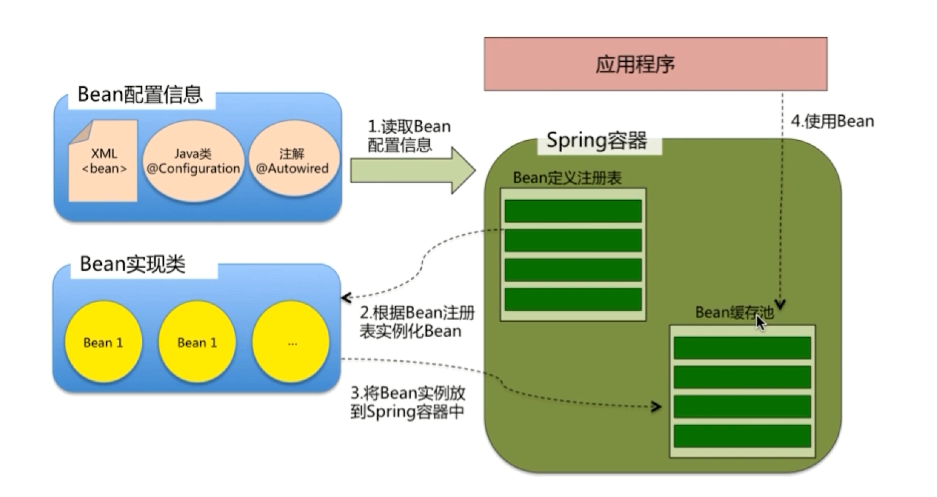 应用程序
Bean配置信息
XML
<bean>
Java类
@Configuration
注解
@Autowired
1.读取Bean
配置信息
4.使用Bean
Spring容器
Bean定义注册表
Bean实现类
Bean 1
Bean 1
...
2.根据Bean注册
表实例化Bean
Bean缓存池
3.将Bean实例放
到Spring容器中